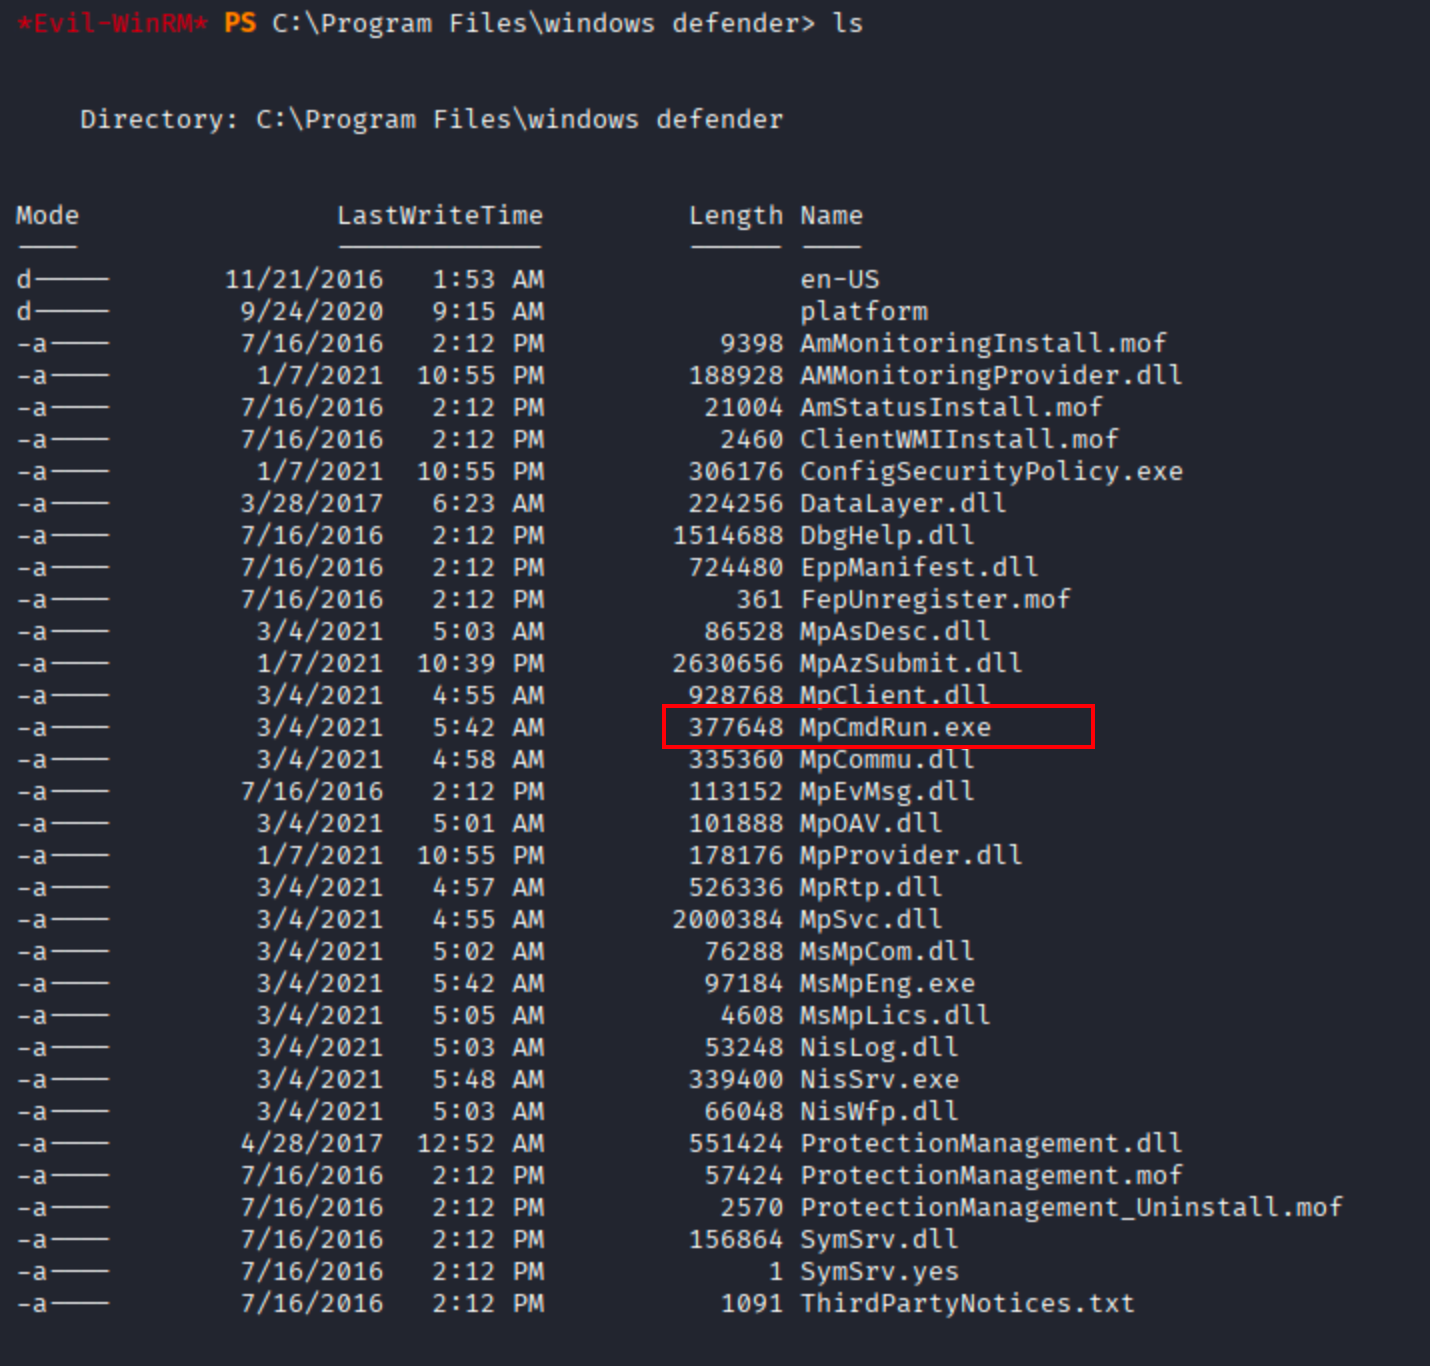 *Evil-WinRM* PS C:\Program Files\windows defender> ls
Directory: C:\Program Files\windows defender
Mode LastWriteTime Length Name
---- ------------- ------ ----
d----- 11/21/2016 1:53 AM en-US
d----- 9/24/2020 9:15 AM platform
-a---- 7/16/2016 2:12 PM 9398 AmMonitoringInstall.mof
-a---- 1/7/2021 10:55 PM 188928 AMMonitoringProvider.dll
-a---- 7/16/2016 2:12 PM 21004 AmStatusInstall.mof
-a---- 7/16/2016 2:12 PM 2460 ClientWMIInstall.mof
-a---- 1/7/2021 10:55 PM 306176 ConfigSecurityPolicy.exe
-a---- 3/28/2017 6:23 AM 224256 DataLayer.dll
-a---- 7/16/2016 2:12 PM 1514688 DbgHelp.dll
-a---- 7/16/2016 2:12 PM 724480 EppManifest.dll
-a---- 7/16/2016 2:12 PM 361 FepUnregister.mof
-a---- 3/4/2021 5:03 AM 86528 MpAsDesc.dll
-a---- 1/7/2021 10:39 PM 2630656 MpAzSubmit.dll
-a---- 3/4/2021 4:55 AM 928768 MpClient.dll
-a---- 3/4/2021 5:42 AM 377648 MpCmdRun.exe
-a---- 3/4/2021 4:58 AM 335360 MpCommu.dll
-a---- 7/16/2016 2:12 PM 113152 MpEvMsg.dll
-a---- 3/4/2021 5:01 AM 101888 MpOAV.dll
-a---- 1/7/2021 10:55 PM 178176 MpProvider.dll
-a---- 3/4/2021 4:57 AM 526336 MpRtp.dll
-a---- 3/4/2021 4:55 AM 2000384 MpSvc.dll
-a---- 3/4/2021 5:02 AM 76288 MsMpCom.dll
-a---- 3/4/2021 5:42 AM 97184 MsMpEng.exe
-a---- 3/4/2021 5:05 AM 4608 MsMpLics.dll
-a---- 3/4/2021 5:03 AM 53248 NisLog.dll
-a---- 3/4/2021 5:48 AM 339400 NisSrv.exe
-a---- 3/4/2021 5:03 AM 66048 NisWfp.dll
-a---- 4/28/2017 12:52 AM 551424 ProtectionManagement.dll
-a---- 7/16/2016 2:12 PM 57424 ProtectionManagement.mof
-a---- 7/16/2016 2:12 PM 2570 ProtectionManagement_Uninstall.mof
-a---- 7/16/2016 2:12 PM 156864 SymSrv.dll
-a---- 7/16/2016 2:12 PM 1 SymSrv.yes
-a---- 7/16/2016 2:12 PM 1091 ThirdPartyNotices.txt